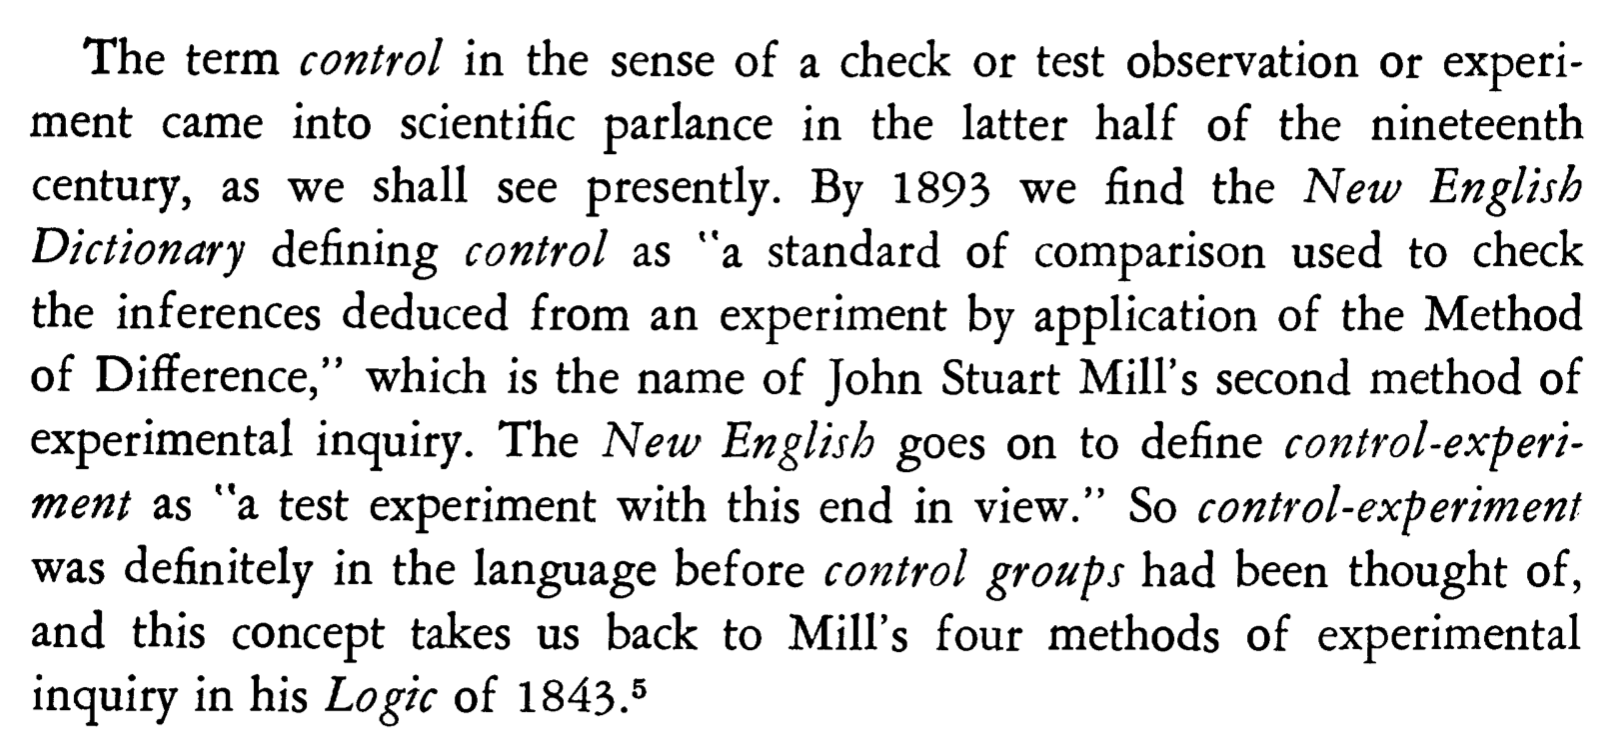 The term control in the sense of a check or test observation or experi-
ment came into scientific parlance in the latter half of the nineteenth
century, as we shall see presently. By 1893 we find the New English
Dictionary defining control as "a standard of comparison used to check
the inferences deduced from an experiment by application of the Method
of Difference," which is the name of John Stuart Mill's second method of
experimental inquiry. The New English goes on to define control-experi-
ment as "a test experiment with this end in view." So control-experiment
was definitely in the language before control groups had been thought of,
and this concept takes us back to Mill's four methods of experimental
inquiry in his Logic of 1843.⁵